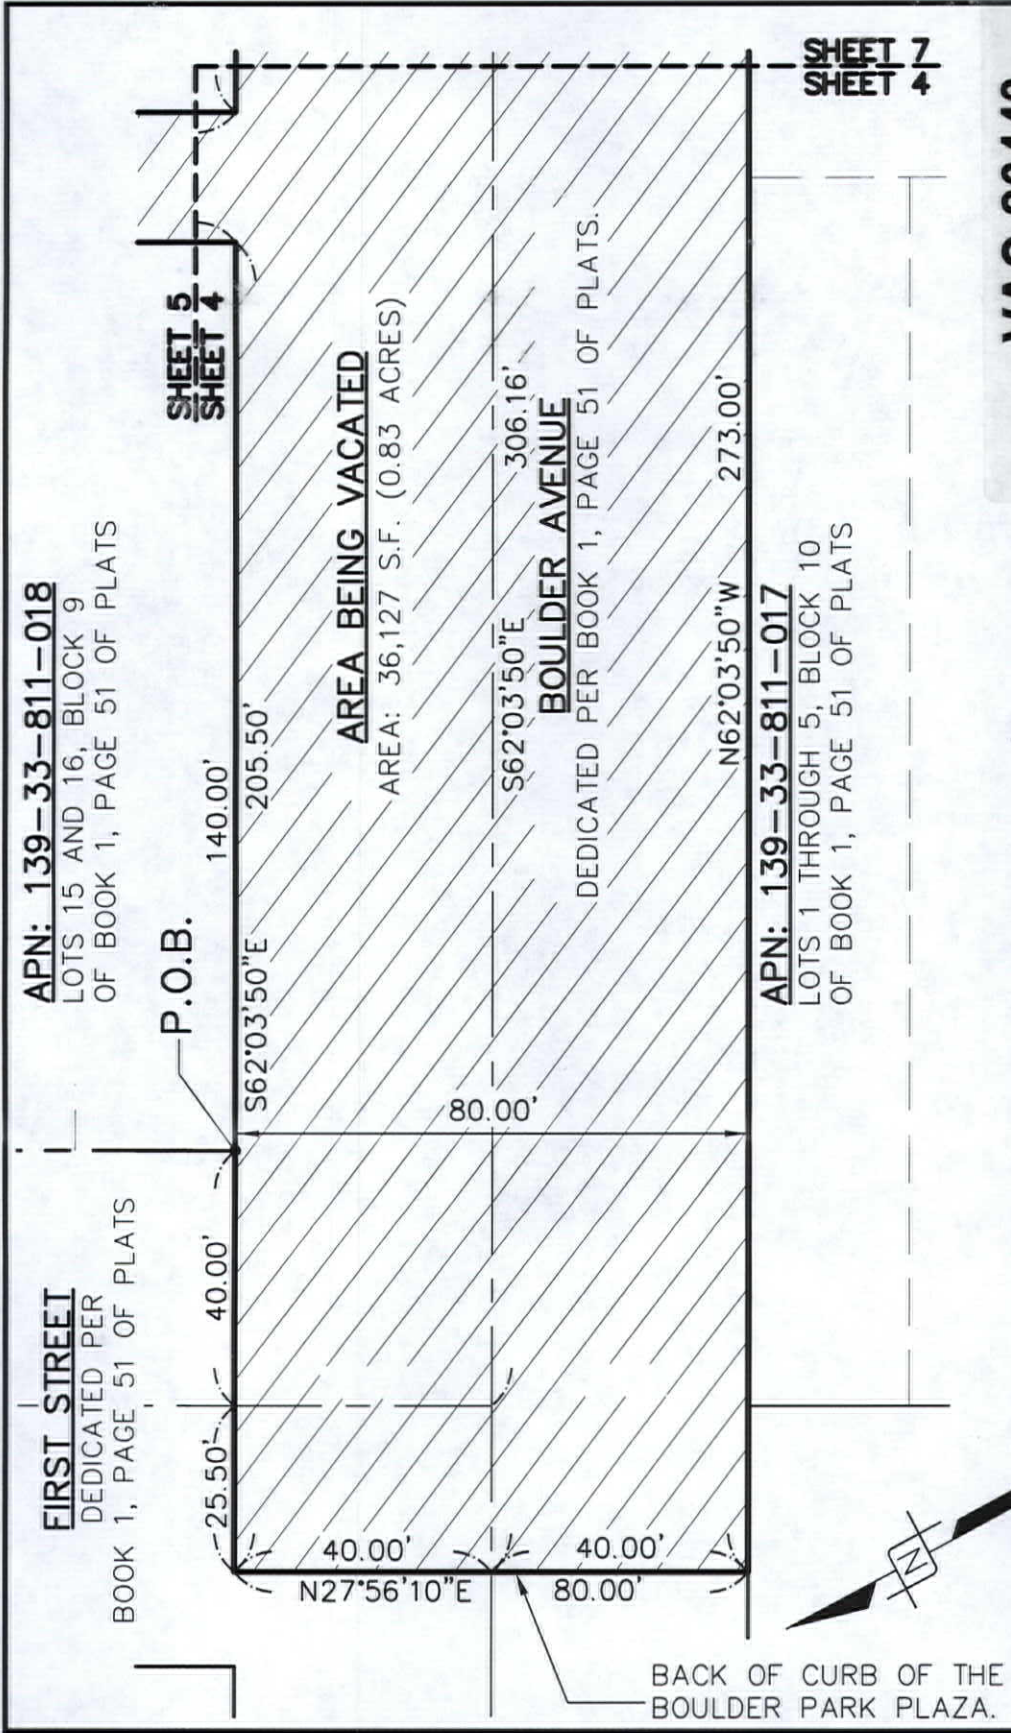 SHEET 7
SHEET 4
SHEET 5
SHEET 4
APN: 139-33-811-018
LOTS 15 AND 16, BLOCK 9
OF BOOK 1, PAGE 51 OF PLATS
P.O.B.
140.00'
S62°03'50"E 205.50'
AREA BEING VACATED
AREA: 36,127 S.F. (0.83 ACRES)
S62°03'50"E 306.16'
BOULDER AVENUE
DEDICATED PER BOOK 1, PAGE 51 OF PLATS.
N62°03'50"W 273.00'
APN: 139-33-811-017
LOTS 1 THROUGH 5, BLOCK 10
OF BOOK 1, PAGE 51 OF PLATS
80.00'
FIRST STREET
DEDICATED PER
BOOK 1, PAGE 51 OF PLATS
40.00'
25.50'
40.00'
40.00'
N27°56'10"E
80.00'
N
BACK OF CURB OF THE
BOULDER PARK PLAZA.